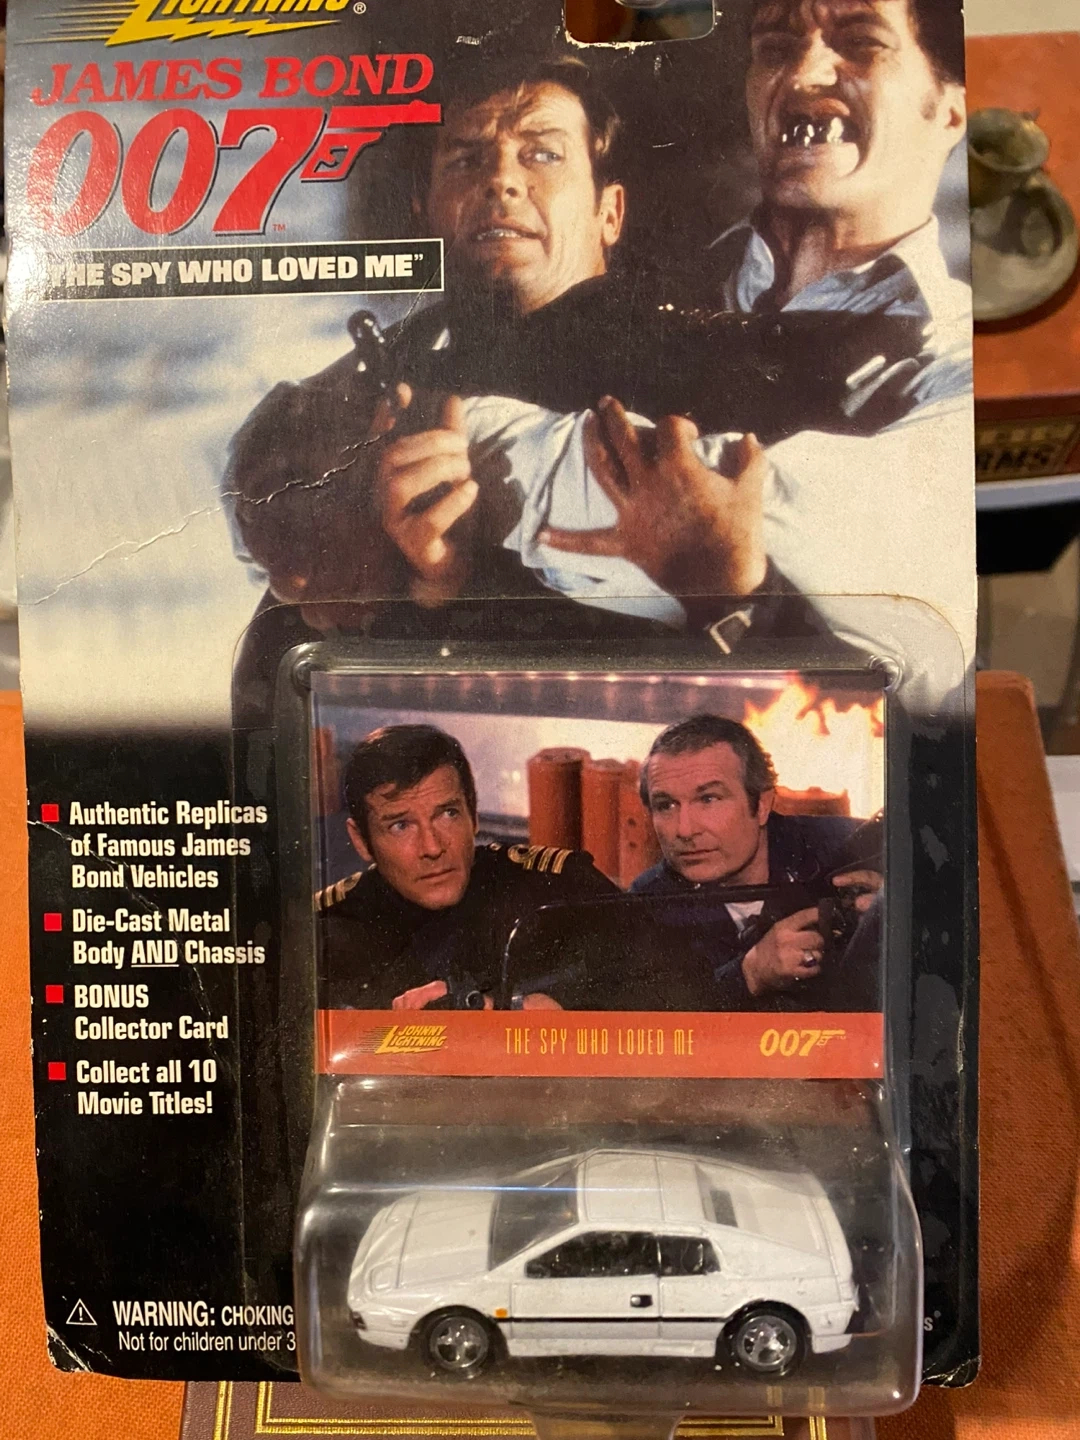 LIGHTNING®
JAMES BOND
007
TM
"THE SPY WHO LOVED ME"
Authentic Replicas
of Famous James
Bond Vehicles
Die-Cast Metal
Body AND Chassis
BONUS
Collector Card
Collect all 10
Movie Titles!
JOHNNY
LIGHTNING
THE SPY WHO LOVED ME
007
WARNING: CHOKING
Not for children under 3